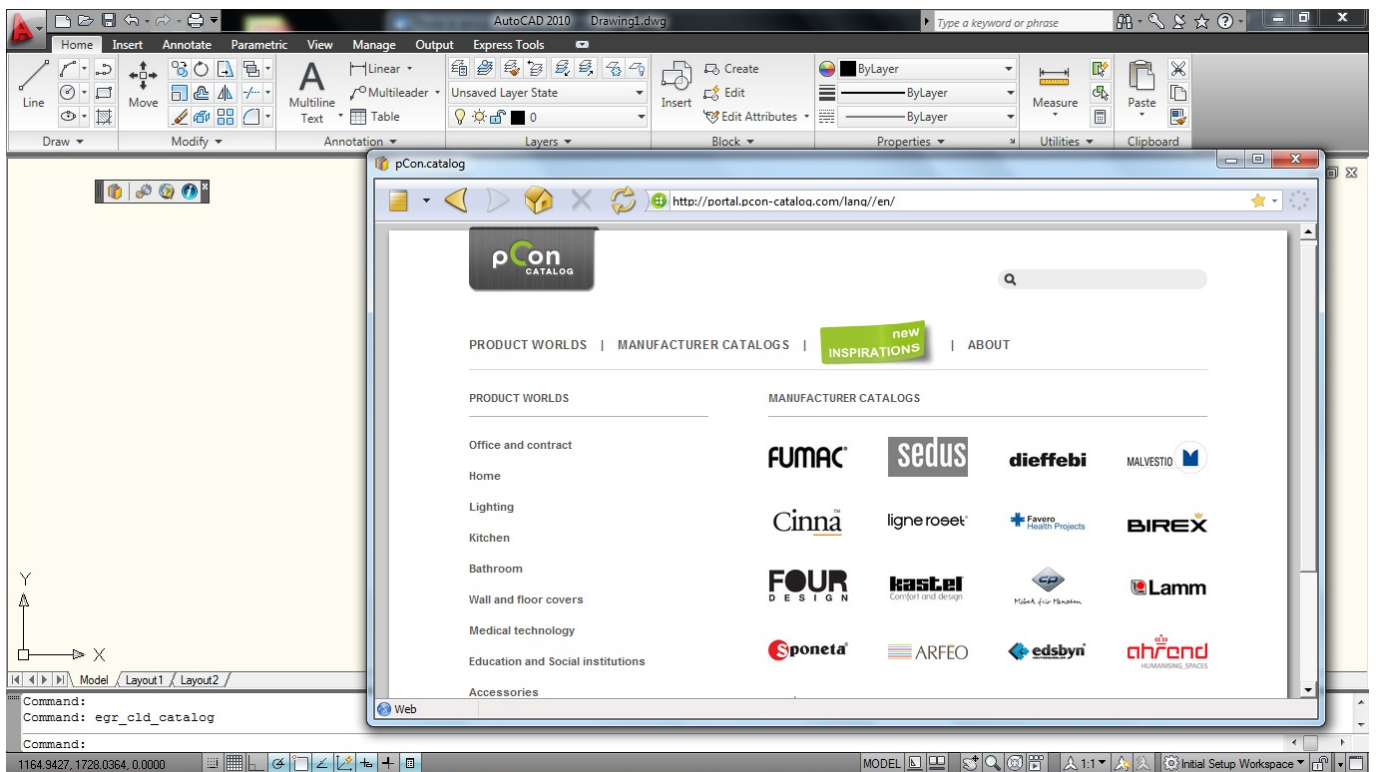 AutoCAD 2010 Drawing1.dwg
Type a keyword or phrase
Home Insert Annotate Parametric View Manage Output Express Tools
Line
Move
Multiline Text
Linear
Multileader
Table
Unsaved Layer State
0
Insert
Create
Edit
Edit Attributes
ByLayer
ByLayer
ByLayer
Measure
Paste
Draw Modify Annotation Layers Block Properties Utilities Clipboard
pCon.catalog
http://portal.pcon-catalog.com/lang//en/
pCon
CATALOG
PRODUCT WORLDS | MANUFACTURER CATALOGS | new INSPIRATIONS | ABOUT
PRODUCT WORLDS
Office and contract
Home
Lighting
Kitchen
Bathroom
Wall and floor covers
Medical technology
Education and Social institutions
Accessories
MANUFACTURER CATALOGS
FUMAC sedus dieffebi MALVESTIO M
Cinna ligne roset Favero Health Projects BIREX
FOUR DESIGN kastel Comfort and design cp Möbel für Menschen Lamm
Sponeta ARFEO edsbyn ahrend HUMANISING SPACES
Web
Y
X
Model Layout1 Layout2
Command:
Command: egr_cld_catalog
Command:
1164.9427, 1728.0364, 0.0000
MODEL
1:1
Initial Setup Workspace